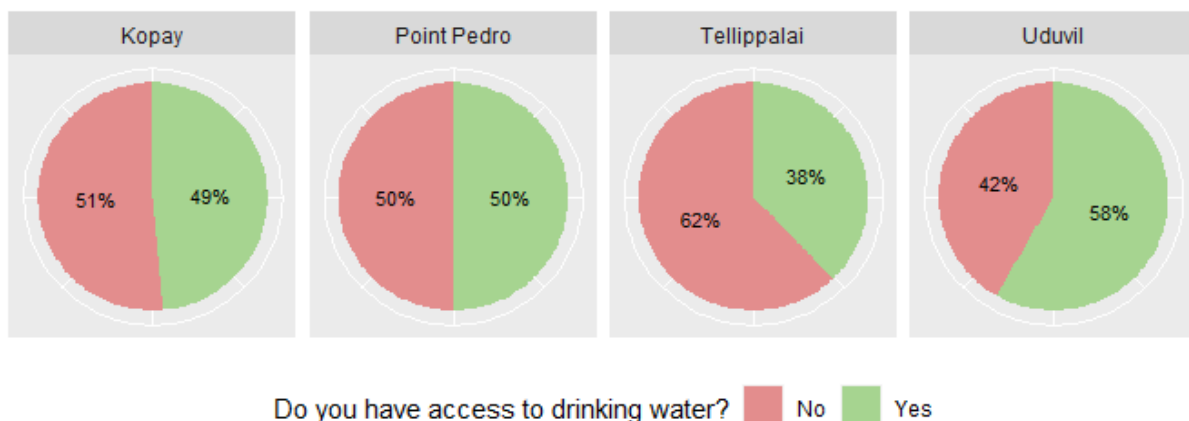 Kopay
Point Pedro
Tellippalai
Uduvil
51%
49%
50%
50%
62%
38%
42%
58%
Do you have access to drinking water? No Yes